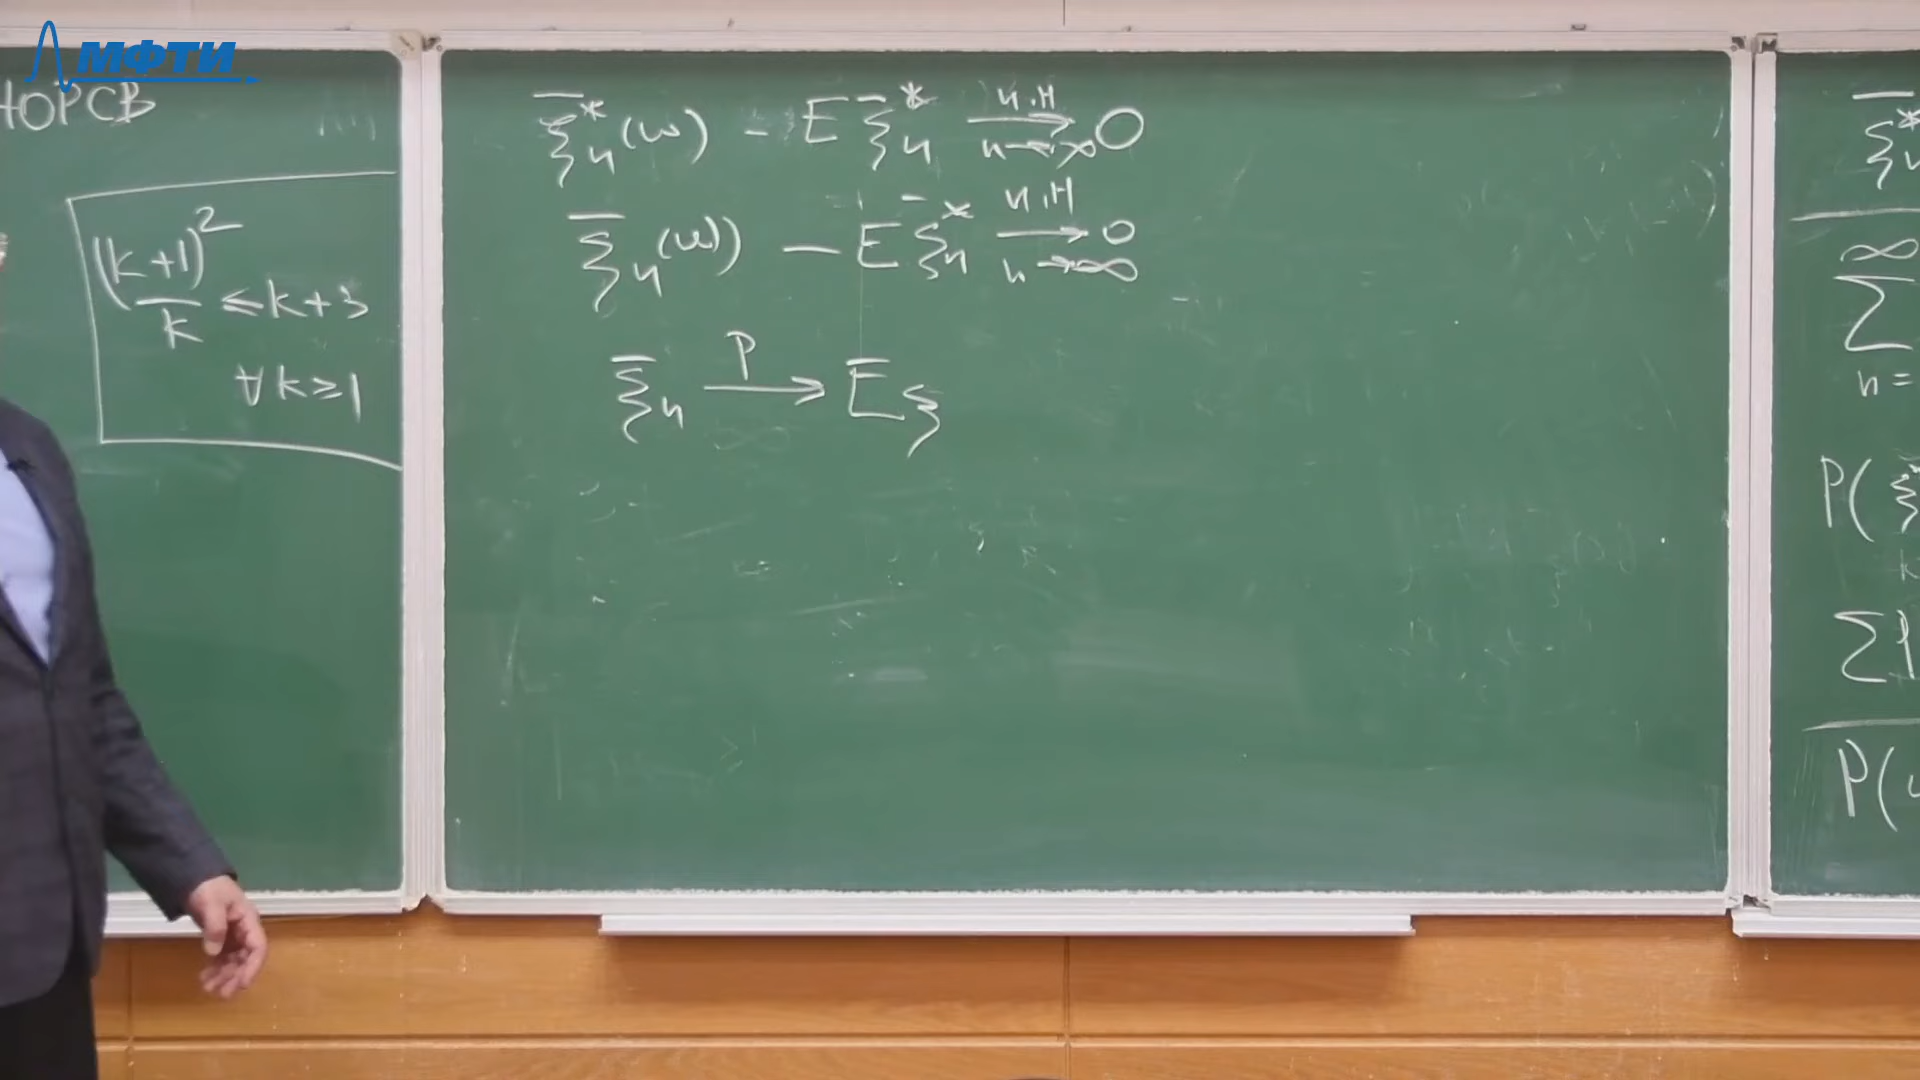 МФТИ
НОРСВ
(k+1)²/k ≤ k+3
∀k≥1
ξ̄*ₙ(ω) − Eξ̄*ₙ п.н → n→∞ 0
ξ̄ₙ(ω) − Eξ̄*ₙ п.н → n→∞ 0
ξ̄ₙ P → Eξ
ξ̄*ₙ
∞
∑
n=
P(ξ
k
∑P
P(